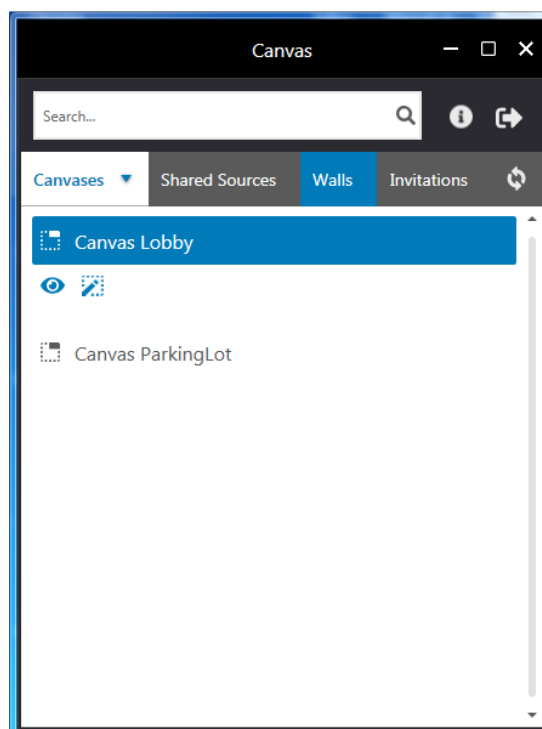 Canvas
Search...
Canvases Shared Sources Walls Invitations
Canvas Lobby
Canvas ParkingLot